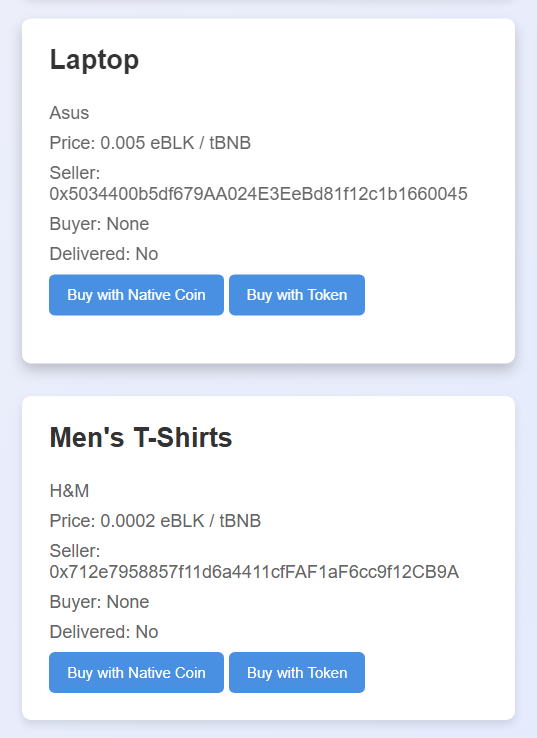 Laptop
Asus
Price: 0.005 eBLK / tBNB
Seller:
0x5034400b5df679AA024E3EeBd81f12c1b1660045
Buyer: None
Delivered: No
Buy with Native Coin Buy with Token
Men's T-Shirts
H&M
Price: 0.0002 eBLK / tBNB
Seller:
0x712e7958857f11d6a4411cfFAF1aF6cc9f12CB9A
Buyer: None
Delivered: No
Buy with Native Coin Buy with Token